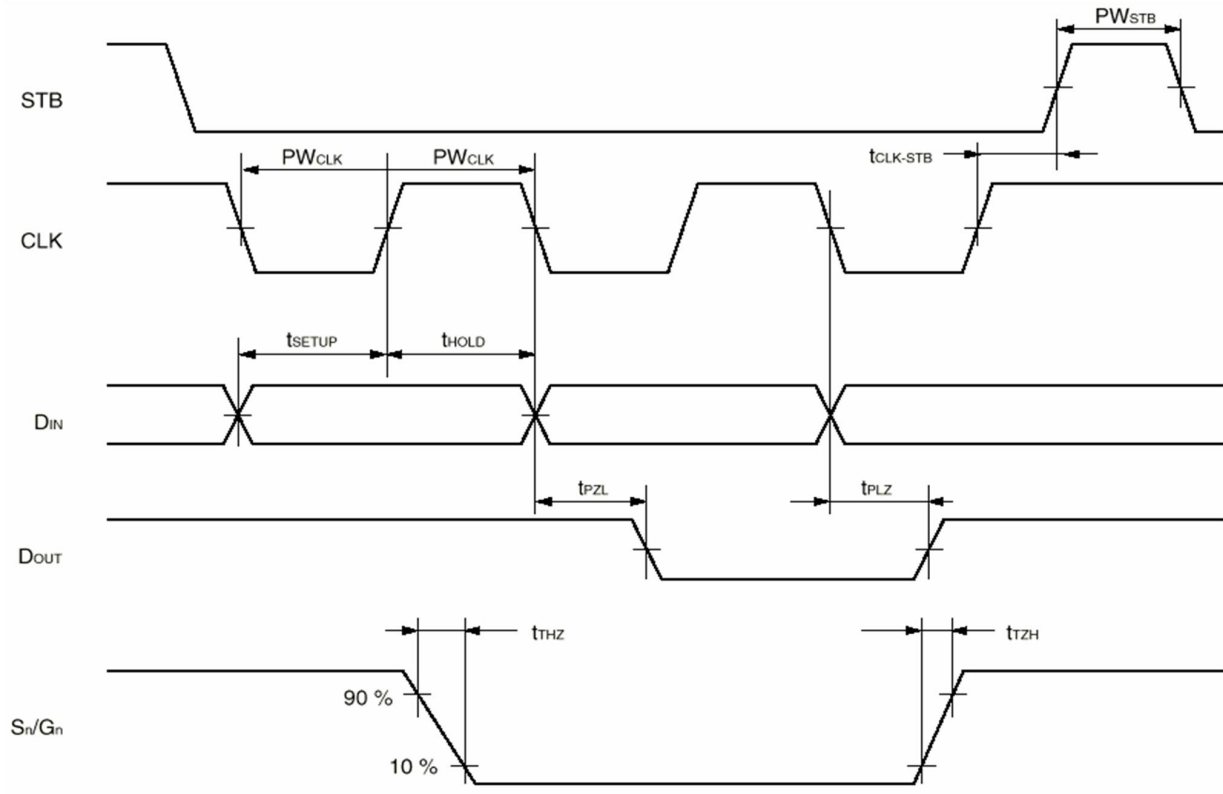 PWSTB
STB
tCLK-STB
PWCLK PWCLK
CLK
tSETUP tHOLD
DIN
tPZL tPLZ
DOUT
tTHZ tTZH
90 %
Sn/Gn
10 %